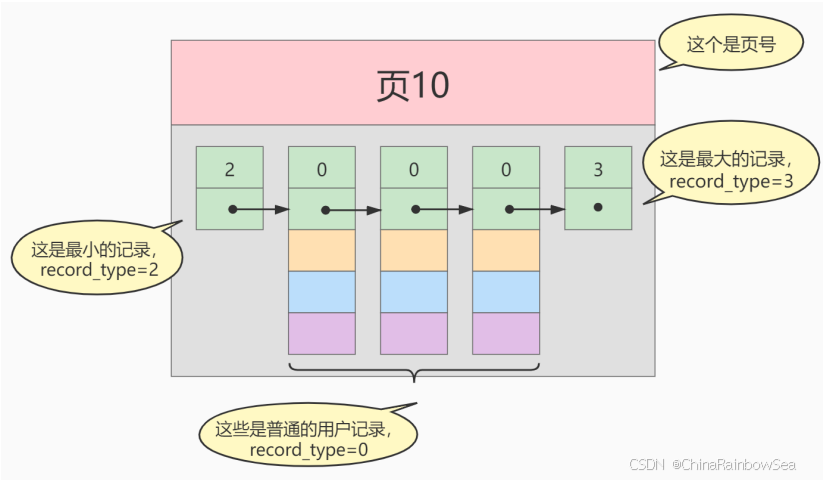 这个是页号
页10
2
0
0
0
3
这是最大的记录，
record_type=3
这是最小的记录，
record_type=2
这些是普通的用户记录，
record_type=0
CSDN @ChinaRainbowSea